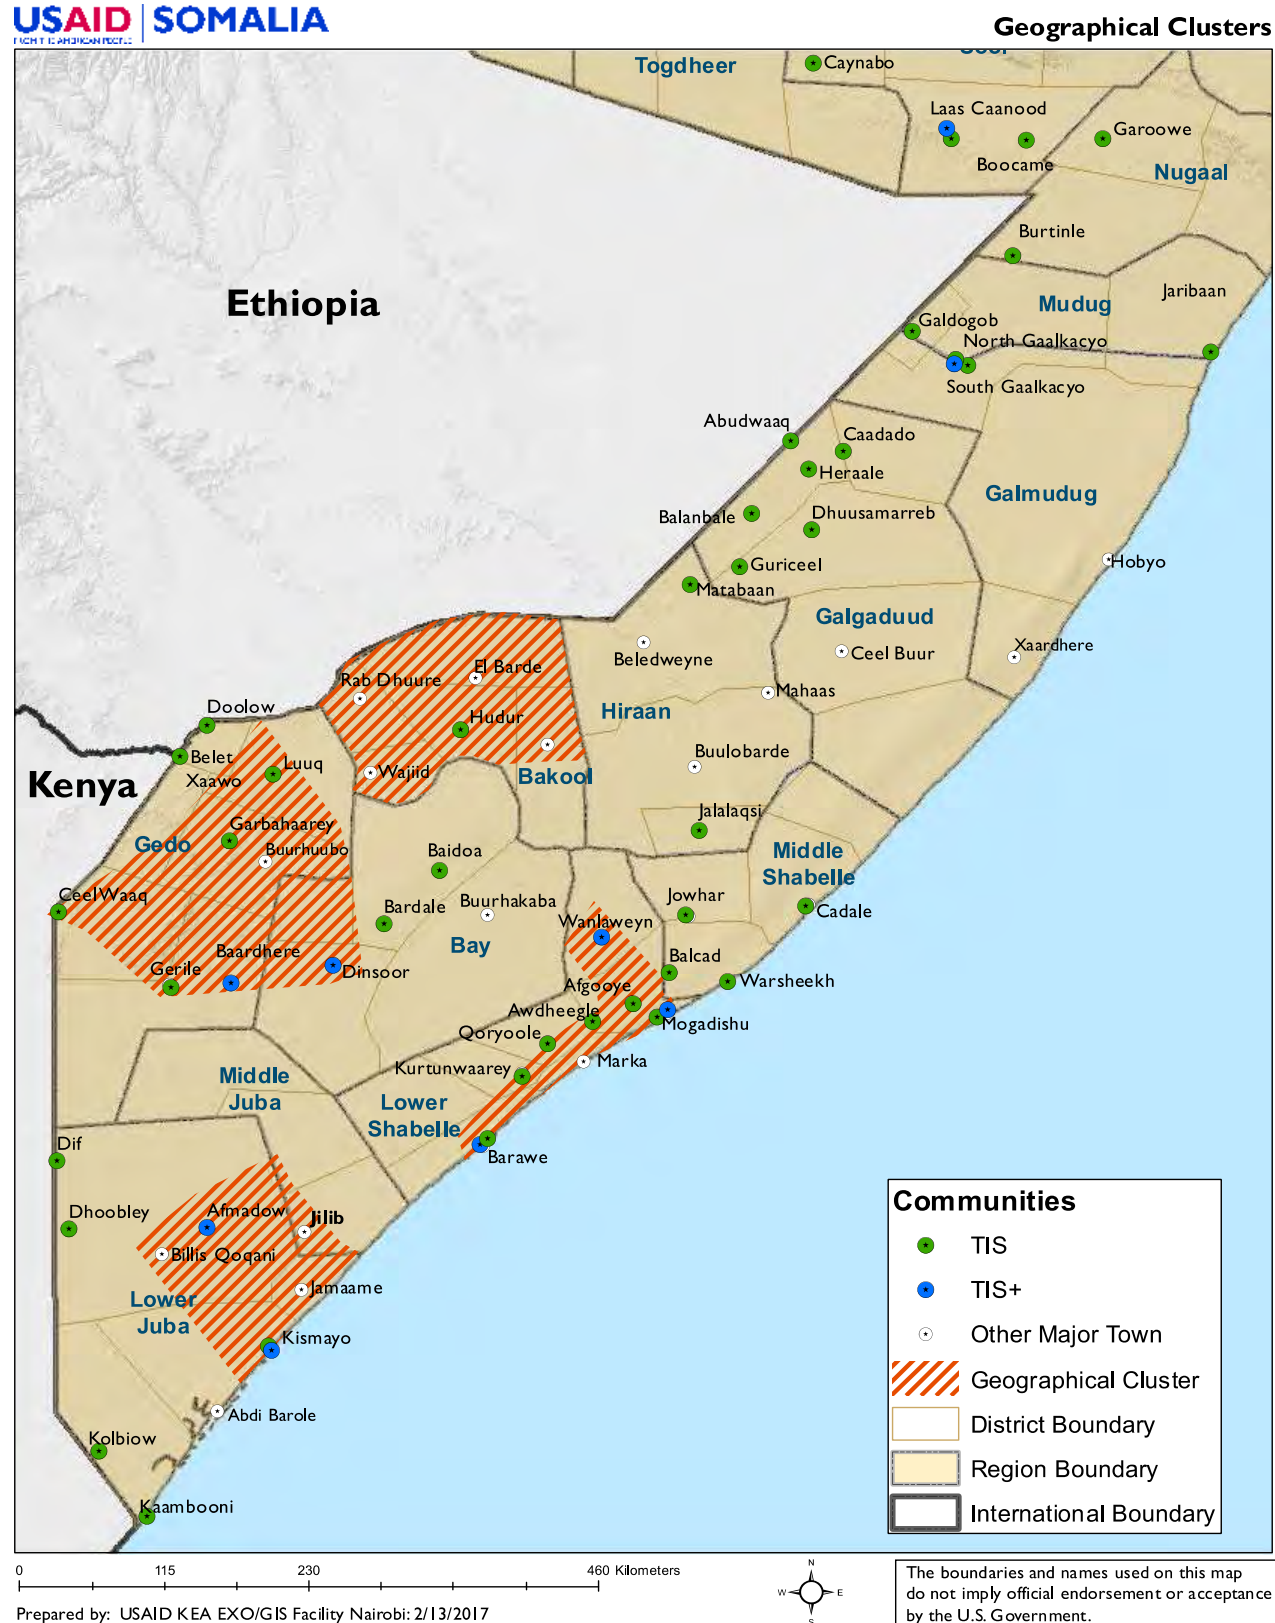 USAID | SOMALIA
FROM THE AMERICAN PEOPLE
Geographical Clusters
Togdheer
Caynabo
Laas Caanood
Boocame
Garoowe
Nugaal
Burtinle
Jaribaan
Mudug
Ethiopia
Galdogob
North Gaalkacyo
South Gaalkacyo
Abudwaaq
Caadado
Heraale
Galmudug
Balanbale
Dhuusamarreb
Guriceel
Hobyo
Matabaan
Galgaduud
Beledweyne
Ceel Buur
Xaardhere
El Barde
Rab Dhuure
Mahaas
Doolow
Hudur
Hiraan
Belet
Xaawo
Luuq
Wajiid
Bakool
Buulobarde
Kenya
Jalalaqsi
Garbahaarey
Gedo
Buurhuubo
Baidoa
Middle
Shabelle
CeelWaaq
Bardale
Buurhakaba
Jowhar
Cadale
Wanlaweyn
Bay
Baardhere
Balcad
Gerile
Dinsoor
Warsheekh
Afgooye
Awdheegle
Mogadishu
Qoryoole
Marka
Kurtunwaarey
Middle
Juba
Lower
Shabelle
Dif
Barawe
Dhoobley
Afmadow
Jilib
Billis Qoqani
Jamaame
Lower
Juba
Kismayo
Abdi Barole
Kolbiow
Kaambooni
Communities
TIS
TIS+
Other Major Town
Geographical Cluster
District Boundary
Region Boundary
International Boundary
0 115 230 460 Kilometers
N
W E
S
Prepared by: USAID KEA EXO/GIS Facility Nairobi: 2/13/2017
The boundaries and names used on this map
do not imply official endorsement or acceptance
by the U.S. Government.